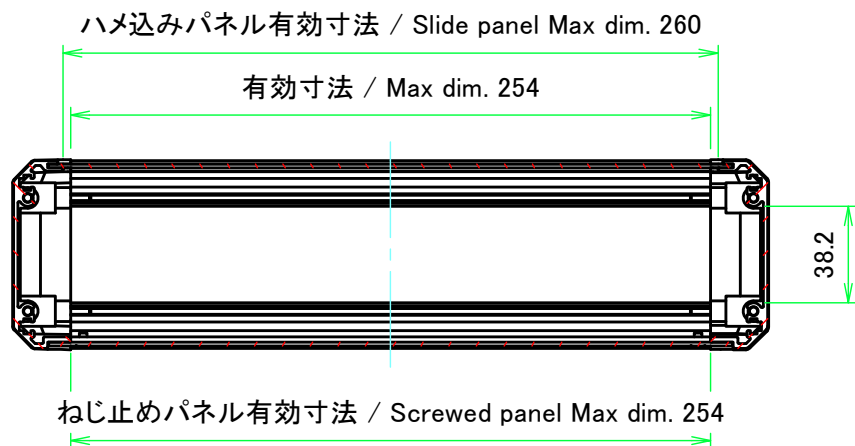 ハメ込みパネル有効寸法 / Slide panel Max dim. 260
有効寸法 / Max dim. 254
38.2
ねじ止めパネル有効寸法 / Screwed panel Max dim. 254